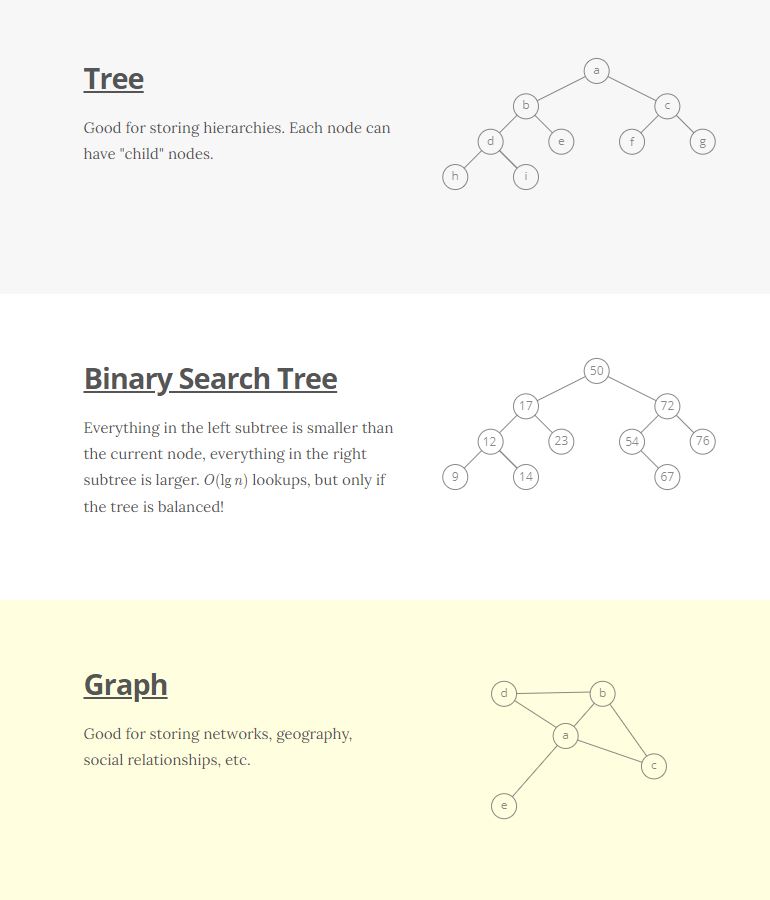 Tree
Good for storing hierarchies. Each node can
have "child" nodes.
a
b
c
d
e
f
g
h
i
Binary Search Tree
Everything in the left subtree is smaller than
the current node, everything in the right
subtree is larger. O(lg n) lookups, but only if
the tree is balanced!
50
17
72
12
23
54
76
9
14
67
Graph
Good for storing networks, geography,
social relationships, etc.
d
b
a
c
e